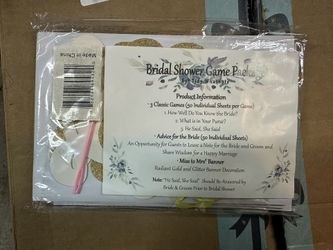 Made in China
Bridal Shower Game Package
Product Information
3 Classic Games (50 Individual Sheets per Game)
1. How Well Do You Know the Bride?
2. What is in Your Purse?
3. He Said, She Said
• Advice for the Bride (50 Individual Sheets)
An Opportunity for Guests to Leave a Note for the Bride and Groom and
Share Wisdom for a Happy Marriage
• Miss to Mrs" Banner
Radiant Gold and Glitter Banner Decoration
Note: "He Said, She Said" Should Be Answered by
Bride & Groom Prior to Bridal Shower